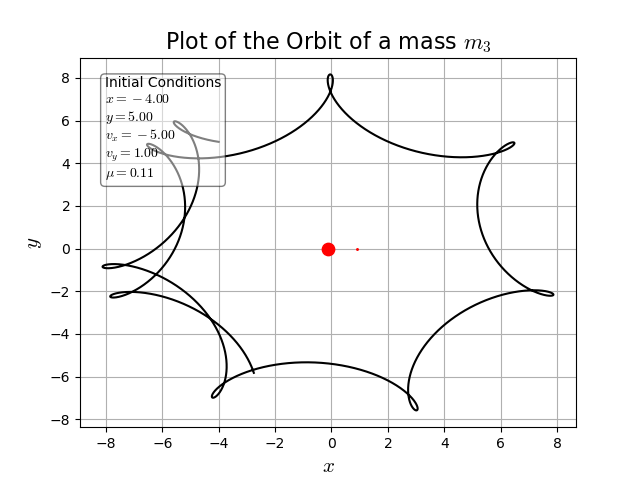 Plot of the Orbit of a mass m₃
Initial Conditions
x = −4.00
y = 5.00
vₓ = −5.00
v_y = 1.00
μ = 0.11
8
6
4
2
0
−2
−4
−6
−8
y
−8 −6 −4 −2 0 2 4 6 8
x